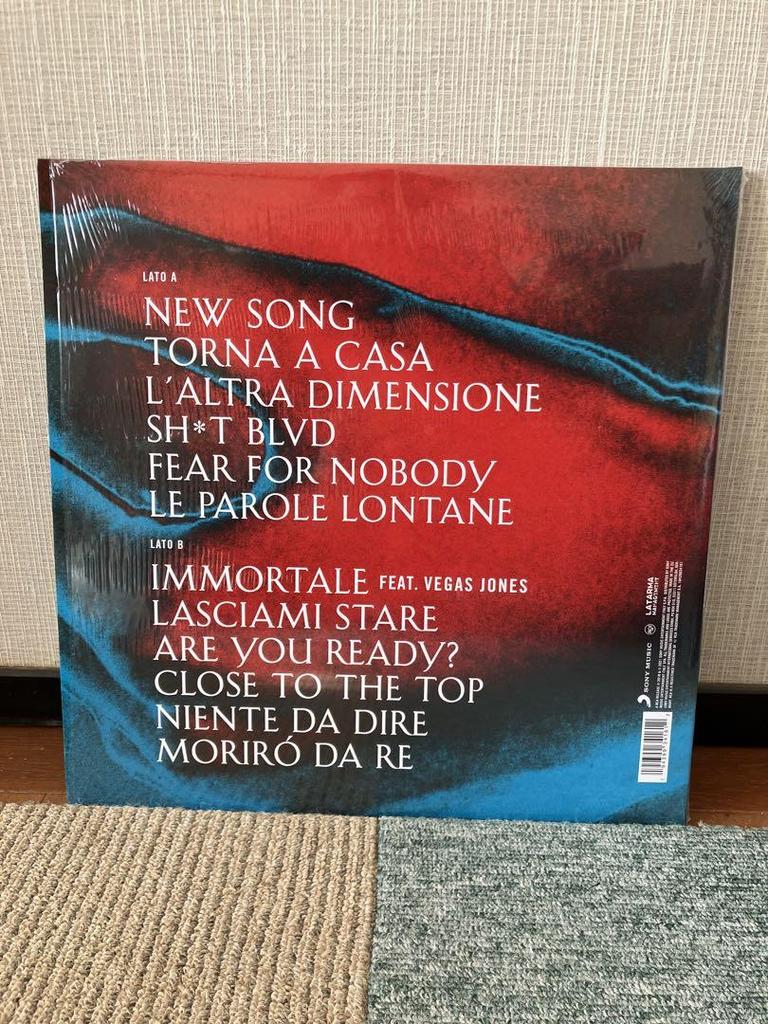 LATO A
NEW SONG
TORNA A CASA
L´ALTRA DIMENSIONE
SH*T BLVD
FEAR FOR NOBODY
LE PAROLE LONTANE
LATO B
IMMORTALE FEAT. VEGAS JONES
LASCIAMI STARE
ARE YOU READY?
CLOSE TO THE TOP
NIENTE DA DIRE
MORIRÓ DA RE
SONY MUSIC
LATARMA
MANAGEMENT